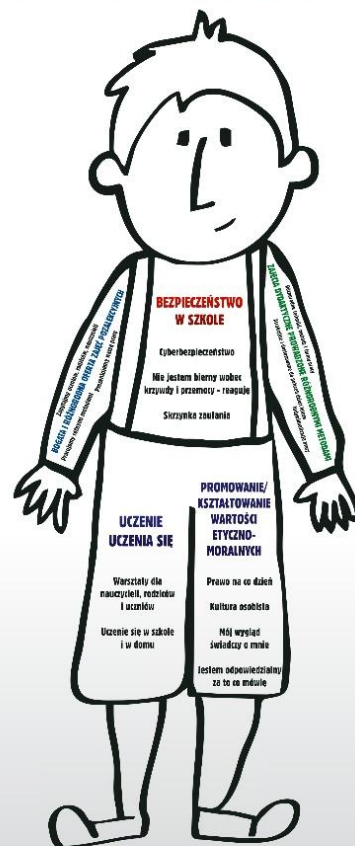 BEZPIECZEŃSTWO
W SZKOLE
Cyberbezpieczeństwo
Nie jestem bierny wobec
krzywdy i przemocy - reaguję
Skrzynka zaufania
BOGATA I RÓŻNORODNA OFERTA ZAJĘĆ POZALEKCYJNYCH
ZAJĘCIA DYDAKTYCZNE PROWADZONE RÓŻNORODNYMI METODAMI
UCZENIE
UCZENIA SIĘ
Warsztaty dla
nauczycieli, rodziców
i uczniów
Uczenie się w szkole
i w domu
PROMOWANIE/
KSZTAŁTOWANIE
WARTOŚCI
ETYCZNO-
MORALNYCH
Prawo na co dzień
Kultura osobista
Mój wygląd
świadczy o mnie
Jestem odpowiedzialny
za to co mówię